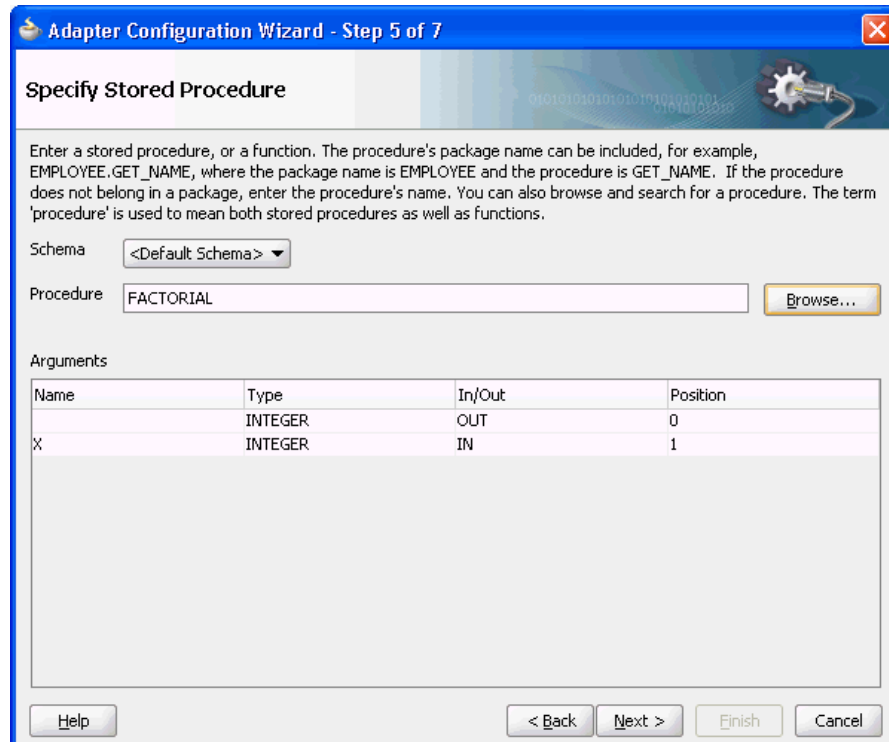 Adapter Configuration Wizard - Step 5 of 7
Specify Stored Procedure
Enter a stored procedure, or a function. The procedure's package name can be included, for example,
EMPLOYEE.GET_NAME, where the package name is EMPLOYEE and the procedure is GET_NAME. If the procedure
does not belong in a package, enter the procedure's name. You can also browse and search for a procedure. The term
'procedure' is used to mean both stored procedures as well as functions.
Schema <Default Schema>
Procedure FACTORIAL Browse...
Arguments
Name Type In/Out Position
INTEGER OUT 0
X INTEGER IN 1
Help < Back Next > Finish Cancel